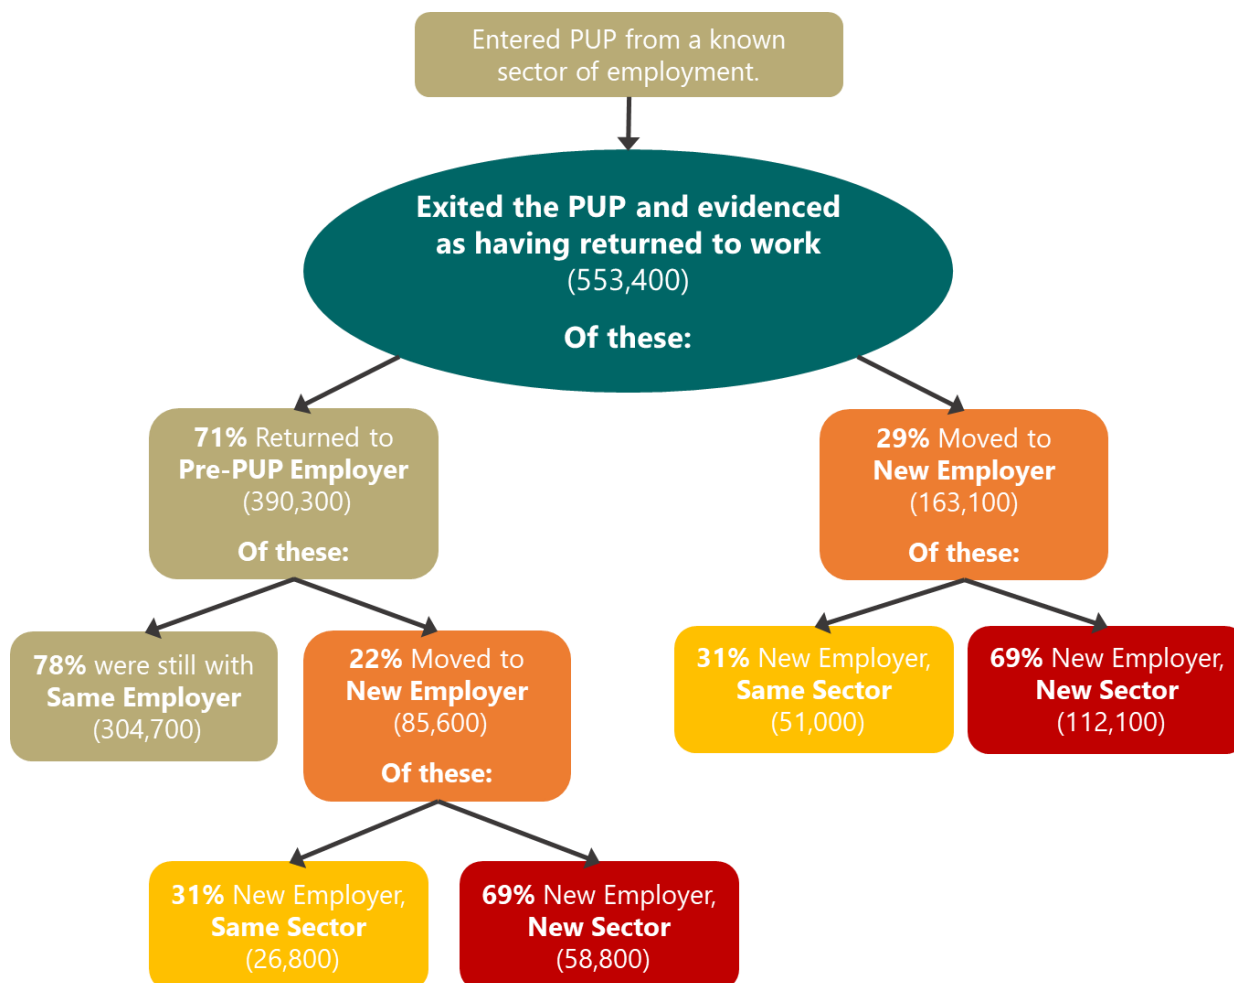 Entered PUP from a known
sector of employment.
Exited the PUP and evidenced
as having returned to work
(553,400)
Of these:
71% Returned to
Pre-PUP Employer
(390,300)
Of these:
29% Moved to
New Employer
(163,100)
Of these:
78% were still with
Same Employer
(304,700)
22% Moved to
New Employer
(85,600)
Of these:
31% New Employer,
Same Sector
(51,000)
69% New Employer,
New Sector
(112,100)
31% New Employer,
Same Sector
(26,800)
69% New Employer,
New Sector
(58,800)